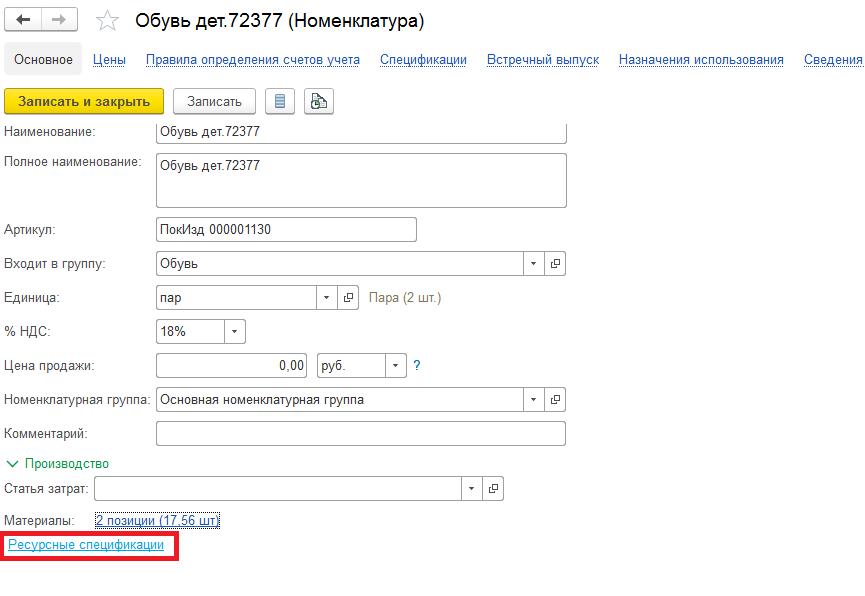 Обувь дет.72377 (Номенклатура)
Основное Цены Правила определения счетов учета Спецификации Встречный выпуск Назначения использования Сведения
Записать и закрыть Записать
Наименование: Обувь дет.72377
Полное наименование: Обувь дет.72377
Артикул: ПокИзд 000001130
Входит в группу: Обувь
Единица: пар Пара (2 шт.)
% НДС: 18%
Цена продажи: 0,00 руб. ?
Номенклатурная группа: Основная номенклатурная группа
Комментарий:
Производство
Статья затрат:
Материалы: 2 позиции (17,56 шт)
Ресурсные спецификации